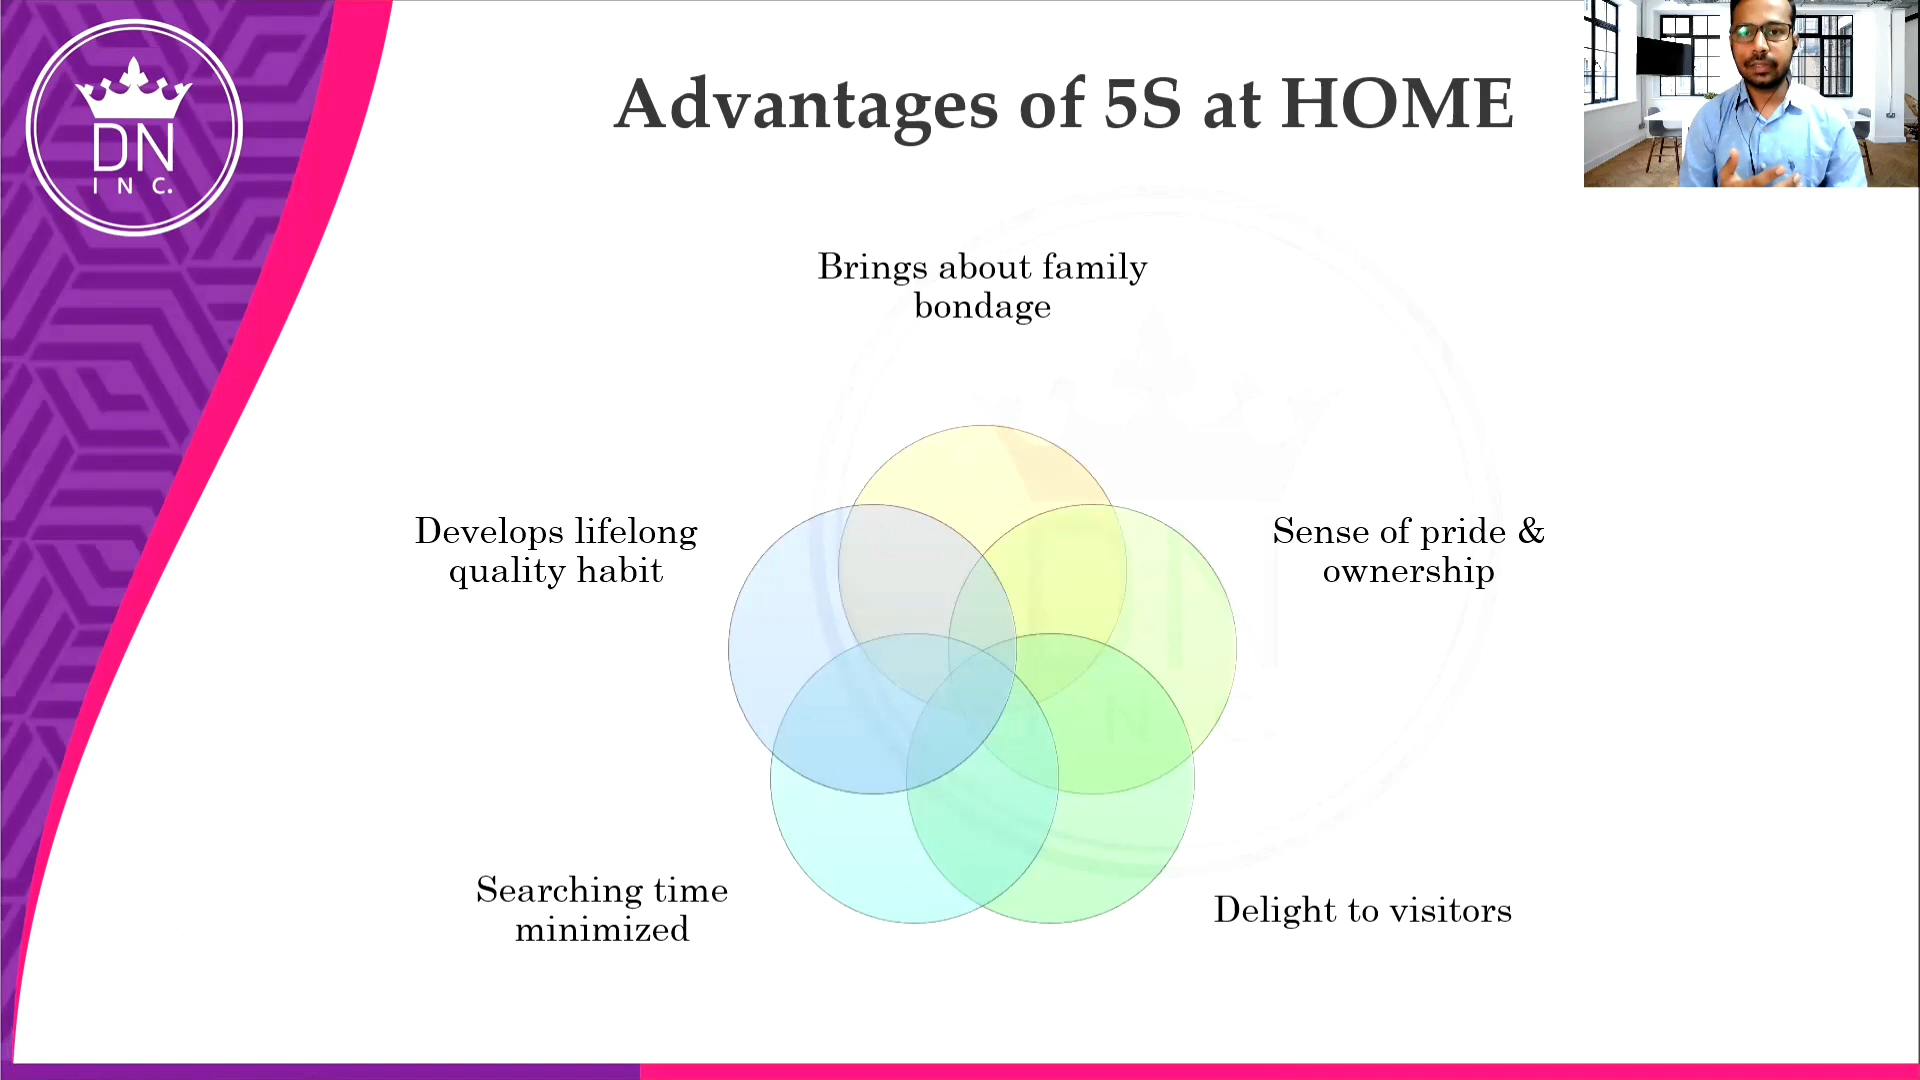 DN
INC.
Advantages of 5S at HOME
Brings about family
bondage
Develops lifelong
quality habit
Sense of pride &
ownership
Searching time
minimized
Delight to visitors